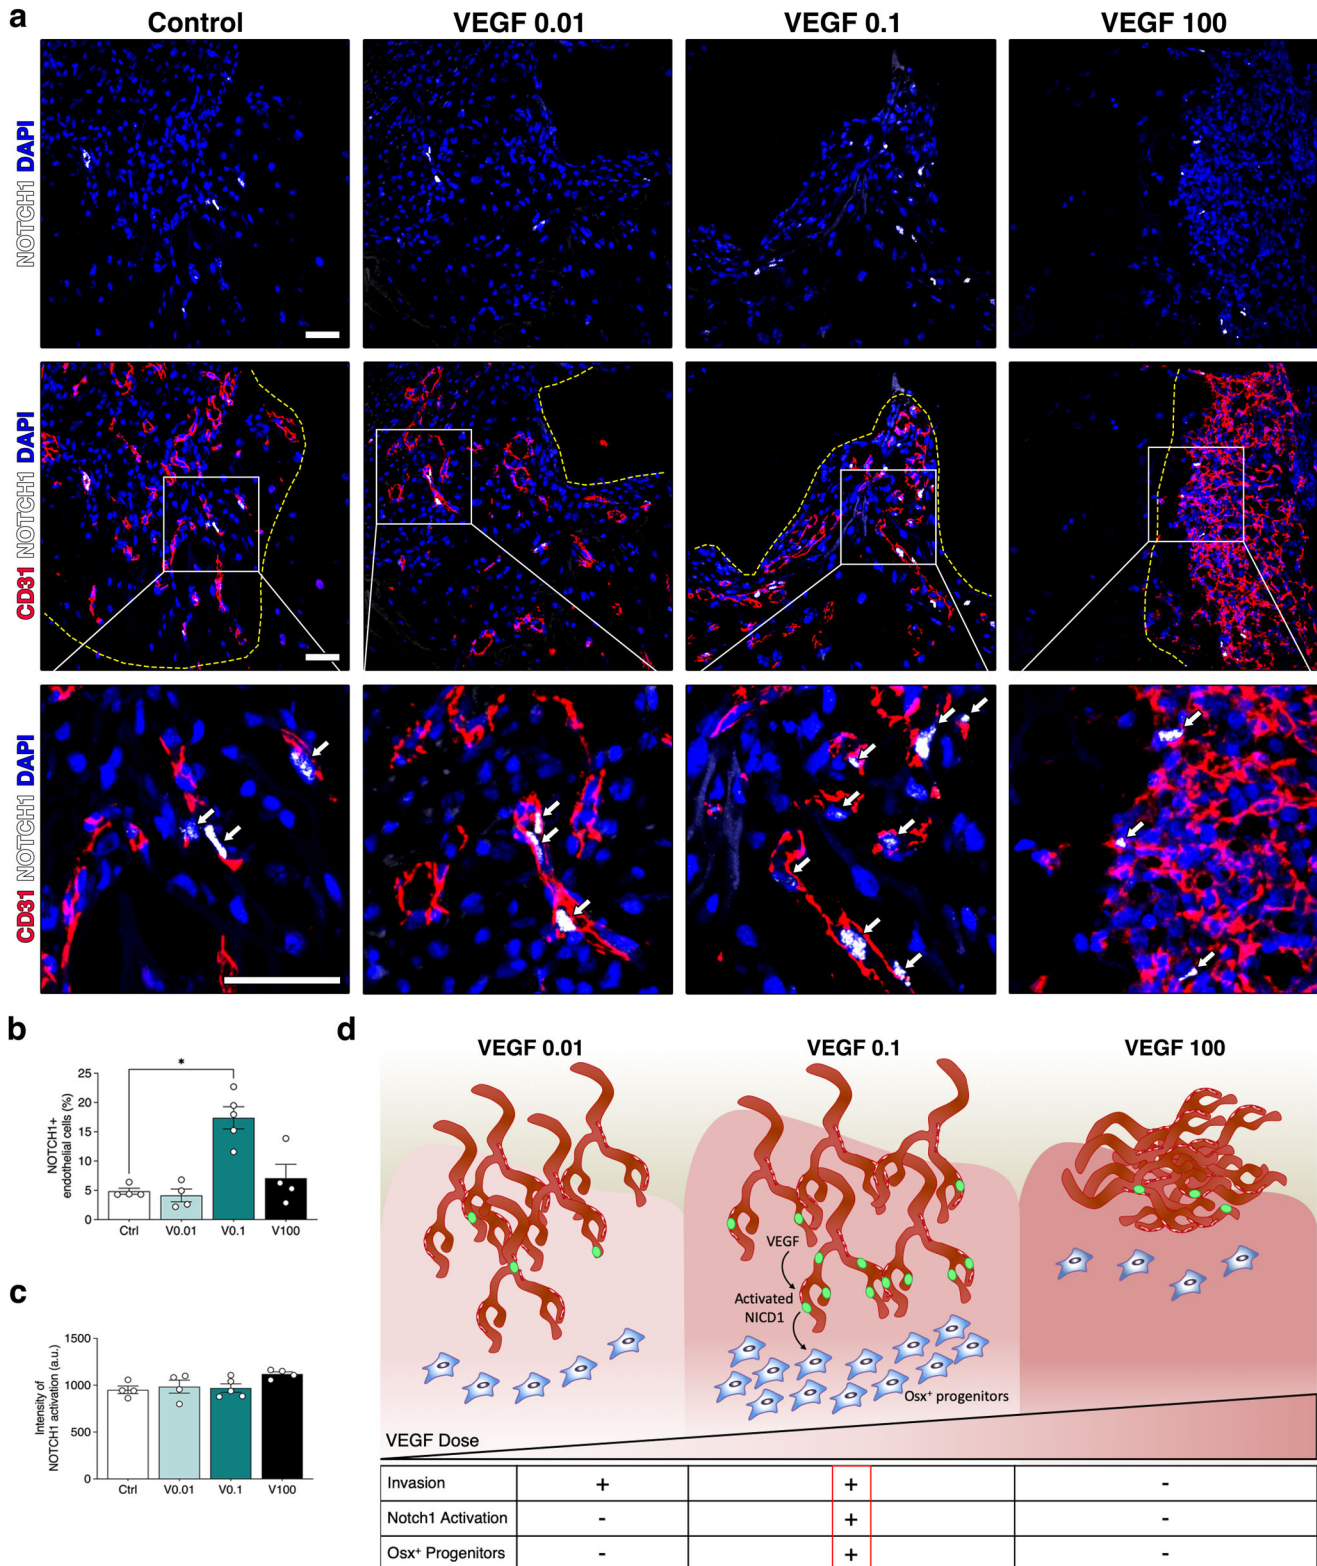 a
Control
VEGF 0.01
VEGF 0.1
VEGF 100
NOTCH1 DAPI
CD31 NOTCH1 DAPI
CD31 NOTCH1 DAPI
b
NOTCH1+
endothelial cells (%)
25
20
15
10
5
0
*
Ctrl
V0.01
V0.1
V100
c
Intensity of
NOTCH1 activation (a.u.)
1500
1000
500
0
Ctrl
V0.01
V0.1
V100
d
VEGF 0.01
VEGF 0.1
VEGF 100
VEGF
Activated
NICD1
Osx⁺ progenitors
VEGF Dose
Invasion + + -
Notch1 Activation - + -
Osx⁺ Progenitors - + -